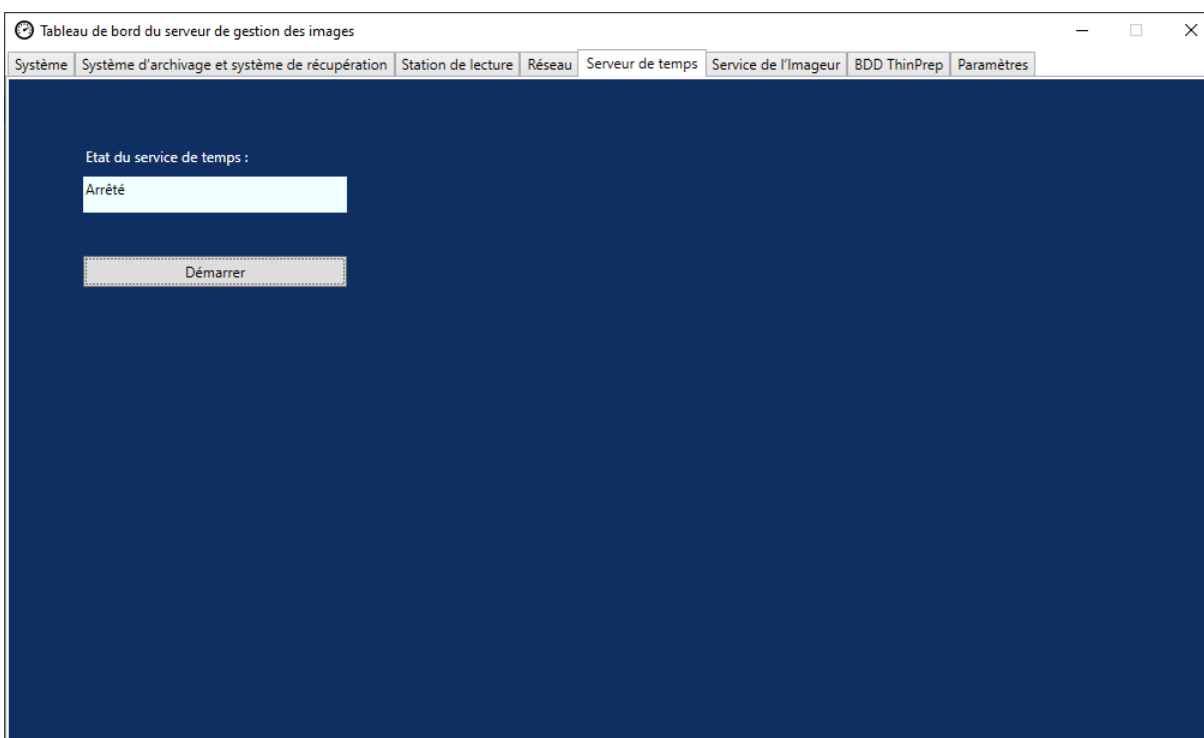 Tableau de bord du serveur de gestion des images
Système Système d’archivage et système de récupération Station de lecture Réseau Serveur de temps Service de l’Imageur BDD ThinPrep Paramètres
Etat du service de temps :
Arrêté
Démarrer